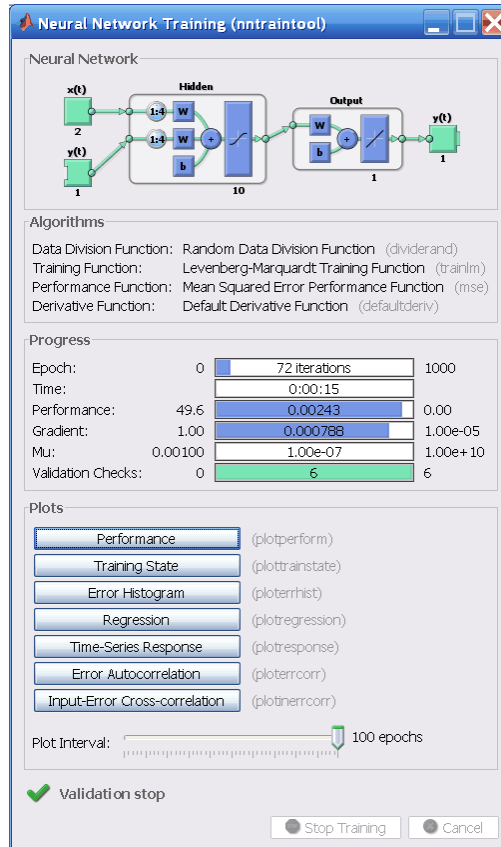 Neural Network Training (nntraintool)
Neural Network
Hidden
Output
x(t)
2
1:4
W
y(t)
1
1:4
W
b
+
10
W
b
+
1
y(t)
1
Algorithms
Data Division Function: Random Data Division Function (dividerand)
Training Function: Levenberg-Marquardt Training Function (trainlm)
Performance Function: Mean Squared Error Performance Function (mse)
Derivative Function: Default Derivative Function (defaultderiv)
Progress
Epoch: 0 72 iterations 1000
Time: 0:00:15
Performance: 49.6 0.00243 0.00
Gradient: 1.00 0.000788 1.00e-05
Mu: 0.00100 1.00e-07 1.00e+10
Validation Checks: 0 6 6
Plots
Performance (plotperform)
Training State (plottrainstate)
Error Histogram (ploterrhist)
Regression (plotregression)
Time-Series Response (plotresponse)
Error Autocorrelation (ploterrcorr)
Input-Error Cross-correlation (plotinerrcorr)
Plot Interval: 100 epochs
Validation stop
Stop Training Cancel